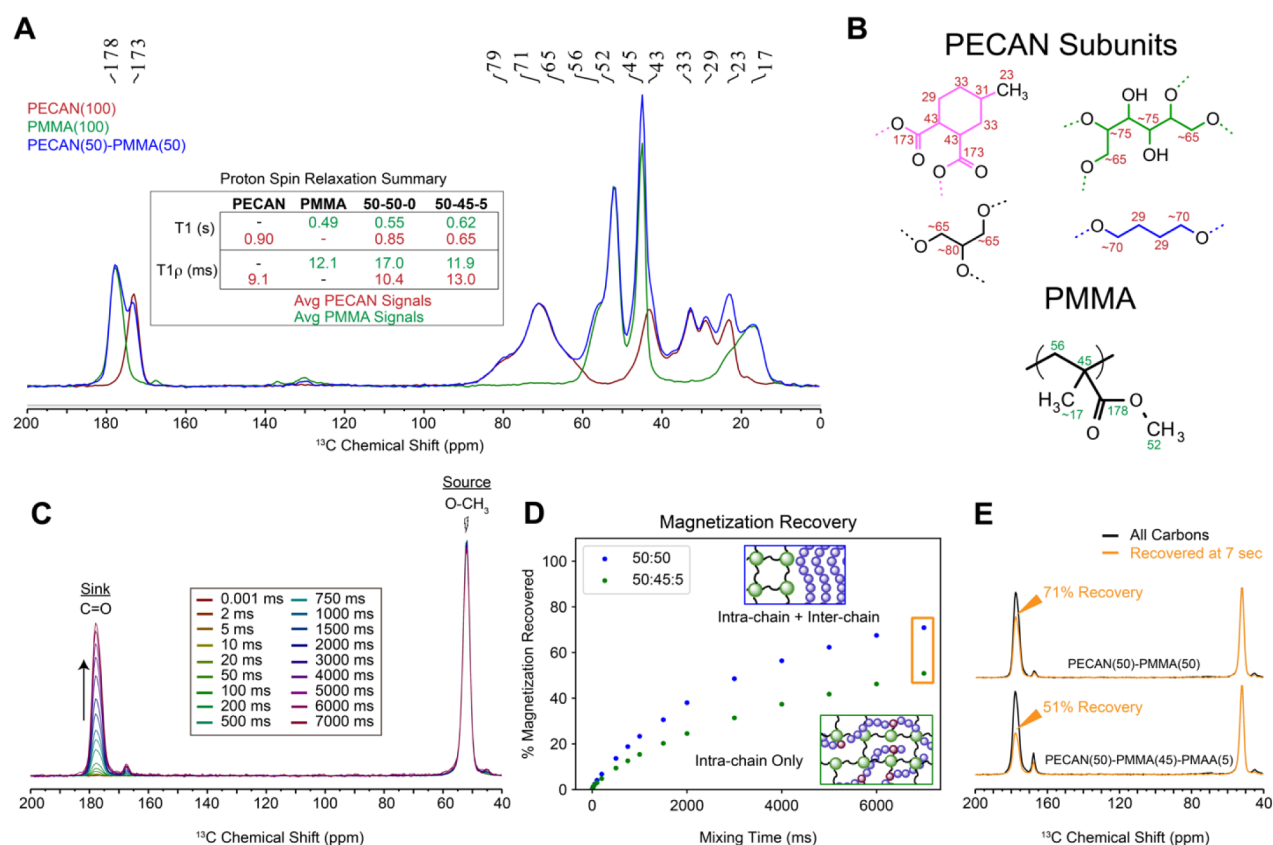 A
~178
~173
79
71
65
56
52
45
~43
33
~29
~23
17
PECAN(100)
PMMA(100)
PECAN(50)-PMMA(50)
Proton Spin Relaxation Summary
PECAN PMMA 50-50-0 50-45-5
T1 (s)
- 0.49 0.55 0.62
0.90 - 0.85 0.65
T1ρ (ms)
- 12.1 17.0 11.9
9.1 - 10.4 13.0
Avg PECAN Signals
Avg PMMA Signals
200 180 160 140 120 100 80 60 40 20 0
¹³C Chemical Shift (ppm)
B
PECAN Subunits
23
33
CH₃
31
29
33
43
43
O
173
O
173
O
O
OH
O
O
~75
~75
O
~65
~65
OH
O
O
~65
~65
O
~80
O
29
~70
O
O
~70
29
PMMA
56
45
H₃C
~17
178
O
O
CH₃
52
C
Source
O-CH₃
Sink
C=O
0.001 ms 750 ms
2 ms 1000 ms
5 ms 1500 ms
10 ms 2000 ms
20 ms 3000 ms
50 ms 4000 ms
100 ms 5000 ms
200 ms 6000 ms
500 ms 7000 ms
200 180 160 140 120 100 80 60 40
¹³C Chemical Shift (ppm)
D
Magnetization Recovery
50:50
50:45:5
Intra-chain + Inter-chain
Intra-chain Only
% Magnetization Recovered
100
80
60
40
20
0
0 2000 4000 6000
Mixing Time (ms)
E
All Carbons
Recovered at 7 sec
71% Recovery
PECAN(50)-PMMA(50)
51% Recovery
PECAN(50)-PMMA(45)-PMAA(5)
200 160 120 80 40
¹³C Chemical Shift (ppm)